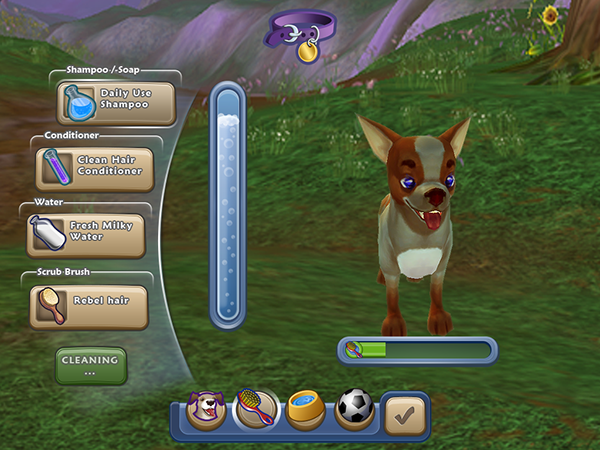 Shampoo / Soap
Daily Use
Shampoo
Conditioner
Clean Hair
Conditioner
Water
Fresh Milky
Water
Scrub Brush
Rebel hair
CLEANING
...